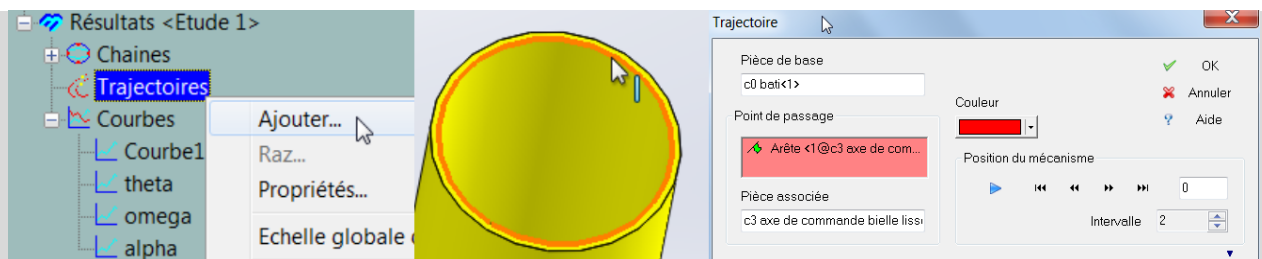 Résultats <Etude 1>
Chaines
Trajectoires
Courbes
Courbe1
theta
omega
alpha
Ajouter...
Raz...
Propriétés...
Echelle globale
Trajectoire
Pièce de base
c0 bati<1>
Point de passage
Arête <1@c3 axe de com...
Pièce associée
c3 axe de commande bielle liss
Couleur
OK
Annuler
? Aide
Position du mécanisme
0
Intervalle 2